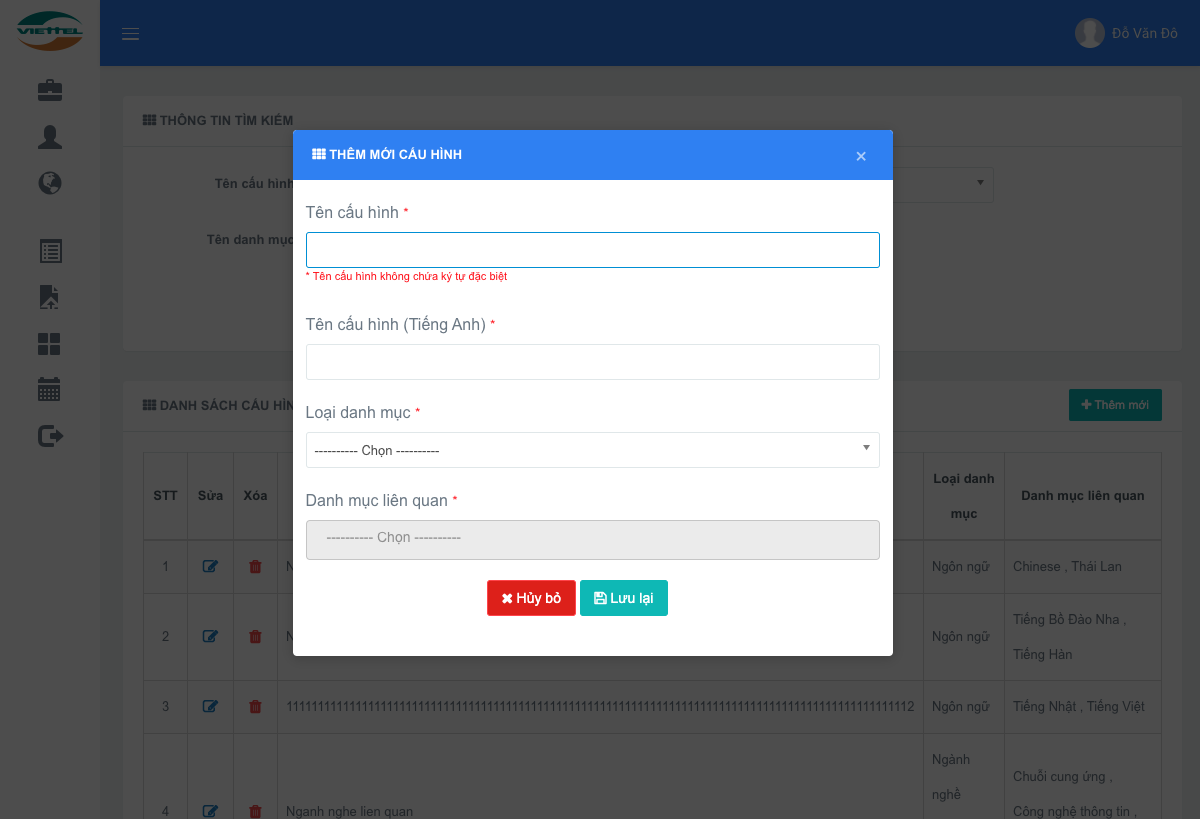 VIETTEL
Đỗ Văn Đô
THÔNG TIN TÌM KIẾM
THÊM MỚI CẤU HÌNH
×
Tên cấu hình
Tên cấu hình *
Tên danh mục
* Tên cấu hình không chứa ký tự đặc biệt
Tên cấu hình (Tiếng Anh) *
DANH SÁCH CẤU HÌN
Thêm mới
Loại danh mục *
---------- Chọn ----------
STT Sửa Xóa Loại danh mục Danh mục liên quan
Danh mục liên quan *
---------- Chọn ----------
1 N Ngôn ngữ Chinese , Thái Lan
Hủy bỏ Lưu lại
2 N Ngôn ngữ Tiếng Bồ Đào Nha ,
Tiếng Hàn
3 Ngôn ngữ Tiếng Nhật , Tiếng Việt
Ngành
nghề
Chuỗi cung ứng ,
4 Nganh nghe lien quan Công nghệ thông tin ,